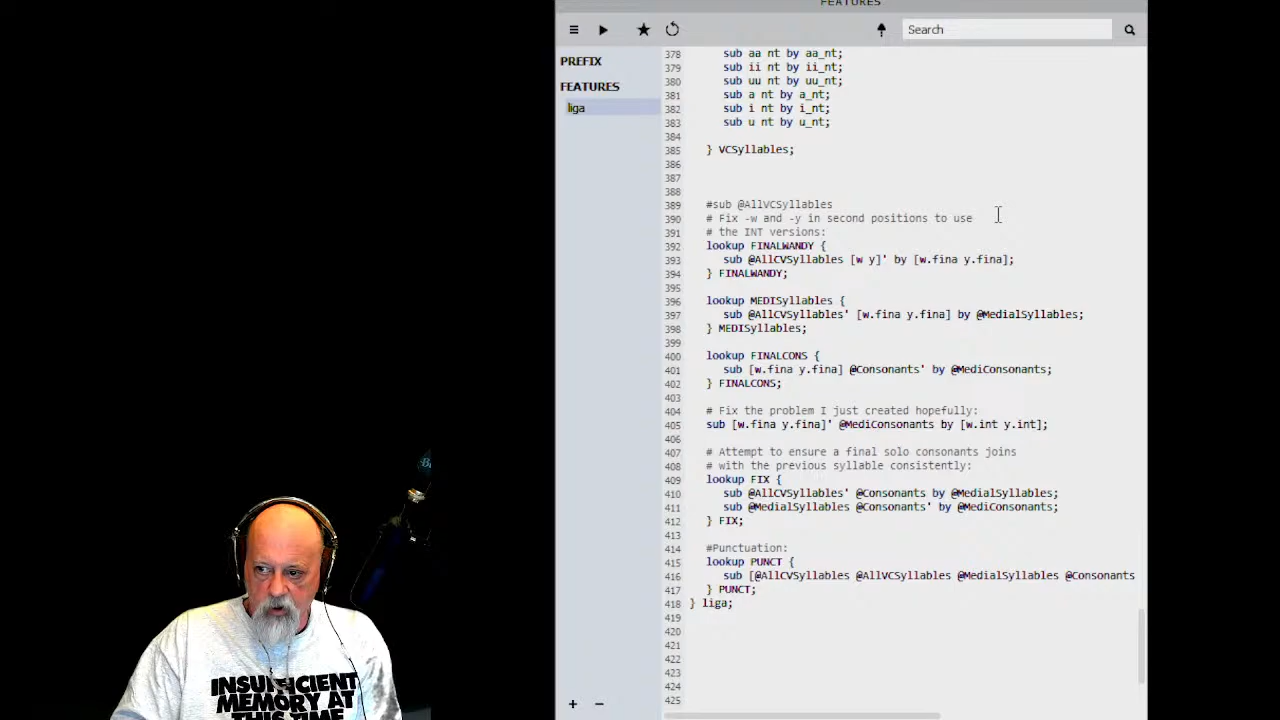 FEATURES
Search
PREFIX
FEATURES
liga
378 sub aa nt by aa_nt;
379 sub ii nt by ii_nt;
380 sub uu nt by uu_nt;
381 sub a nt by a_nt;
382 sub i nt by i_nt;
383 sub u nt by u_nt;
384
385 } VCSyllables;
386
387
388
389 #sub @AllVCSyllables
390 # Fix -w and -y in second positions to use
391 # the INT versions:
392 lookup FINALWANDY {
393 sub @AllCVSyllables [w y]' by [w.fina y.fina];
394 } FINALWANDY;
395
396 lookup MEDISyllables {
397 sub @AllCVSyllables' [w.fina y.fina] by @MedialSyllables;
398 } MEDISyllables;
399
400 lookup FINALCONS {
401 sub [w.fina y.fina] @Consonants' by @MediConsonants;
402 } FINALCONS;
403
404 # Fix the problem I just created hopefully:
405 sub [w.fina y.fina]' @MediConsonants by [w.int y.int];
406
407 # Attempt to ensure a final solo consonants joins
408 # with the previous syllable consistently:
409 lookup FIX {
410 sub @AllCVSyllables' @Consonants by @MedialSyllables;
411 sub @MedialSyllables @Consonants' by @MediConsonants;
412 } FIX;
413
414 #Punctuation:
415 lookup PUNCT {
416 sub [@AllCVSyllables @AllVCSyllables @MedialSyllables @Consonants
417 } PUNCT;
418 } liga;
419
420
421
422
423
424
425
+ −
INSUFFICIENT
MEMORY AT
THIS TIME